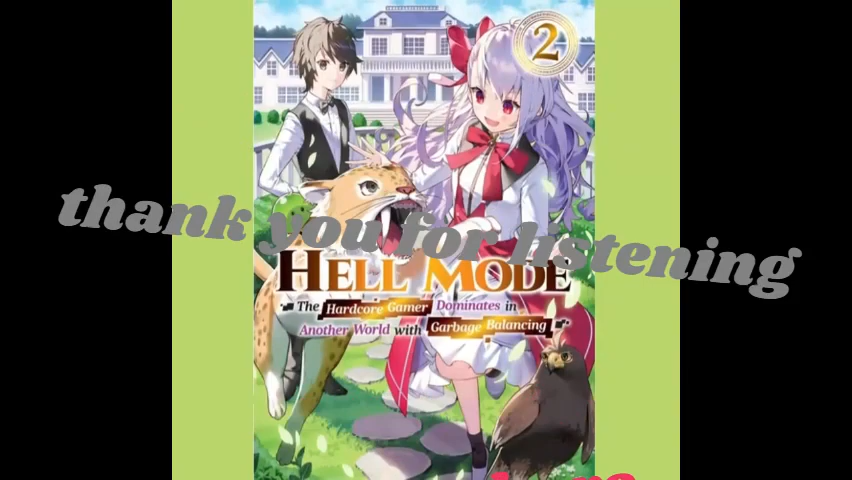 2
thank you for listening
HELL MODE
The Hardcore Gamer Dominates in
Another World with Garbage Balancing